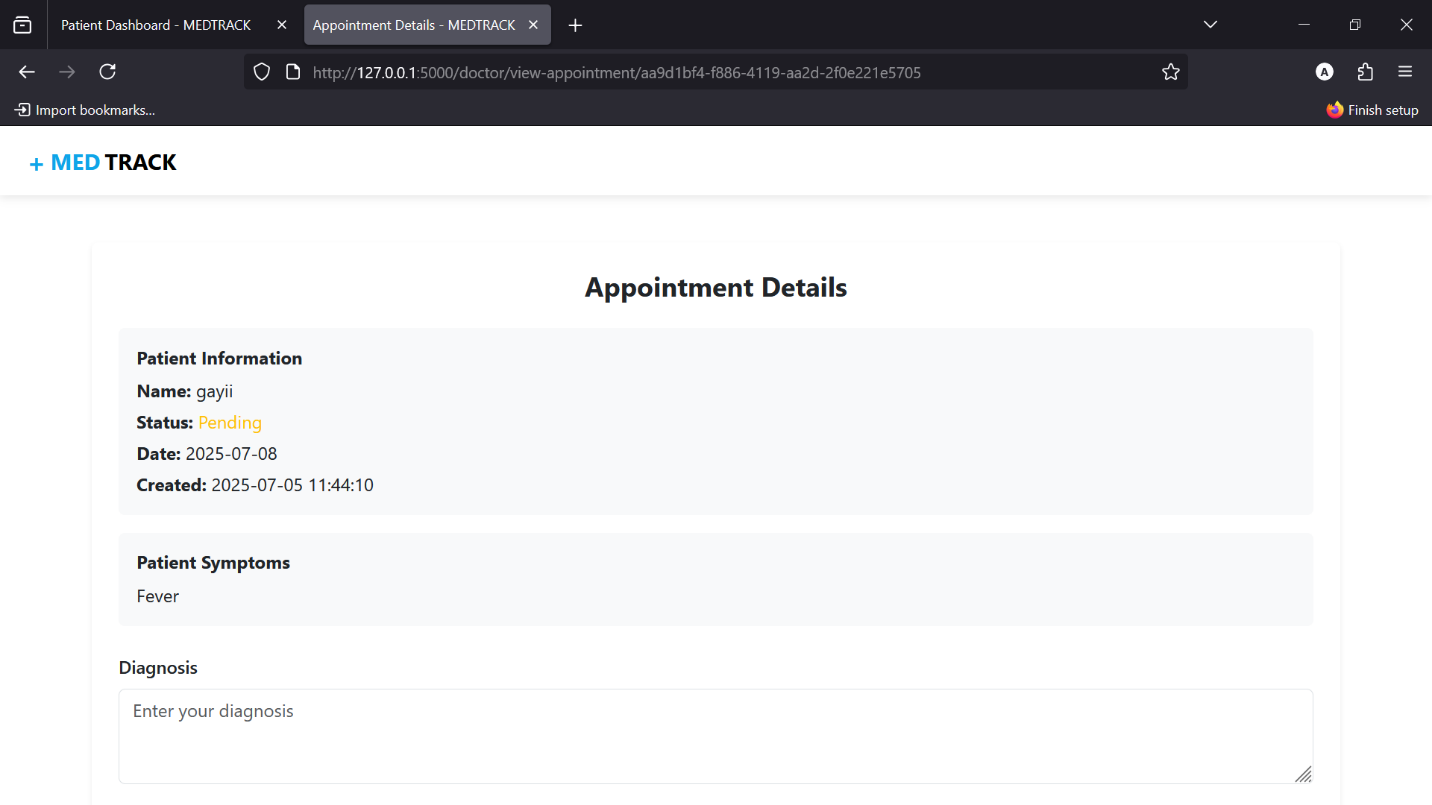 Patient Dashboard - MEDTRACK
Appointment Details - MEDTRACK
http://127.0.0.1:5000/doctor/view-appointment/aa9d1bf4-f886-4119-aa2d-2f0e221e5705
A
Import bookmarks...
Finish setup
+ MEDTRACK
Appointment Details
Patient Information
Name: gayii
Status: Pending
Date: 2025-07-08
Created: 2025-07-05 11:44:10
Patient Symptoms
Fever
Diagnosis
Enter your diagnosis